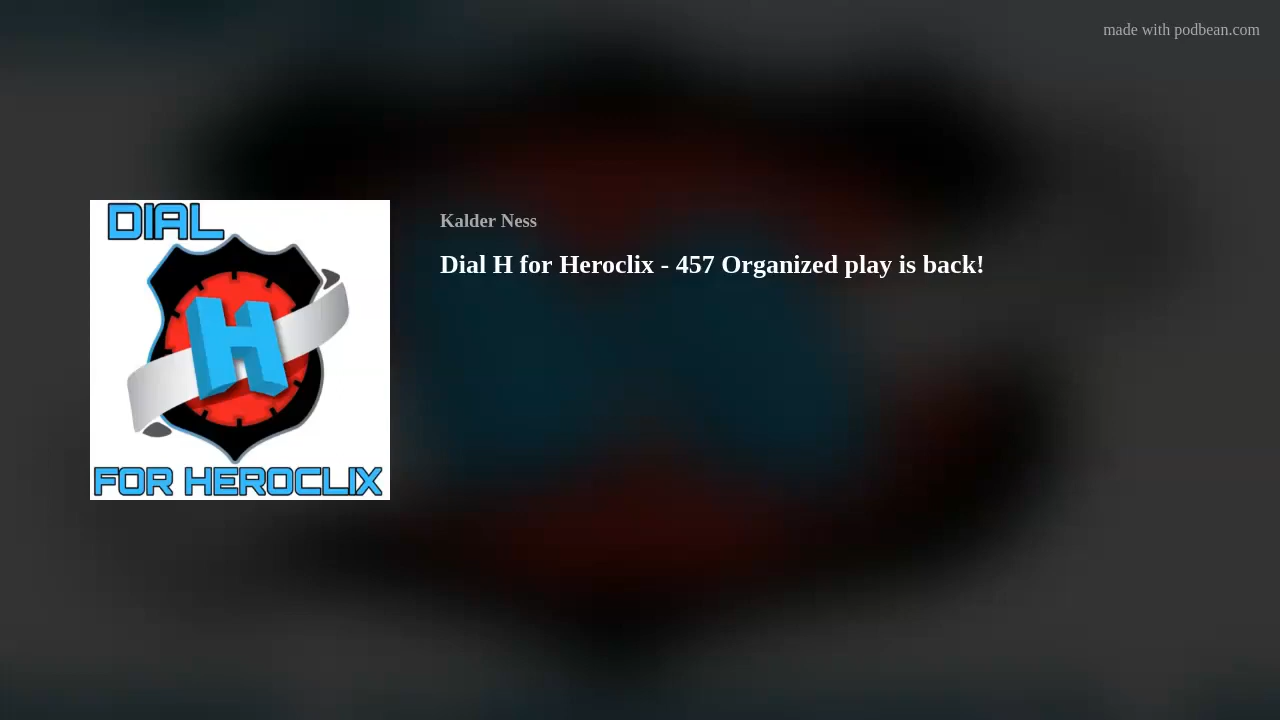 made with podbean.com
DIAL
H
FOR HEROCLIX
Kalder Ness
Dial H for Heroclix - 457 Organized play is back!